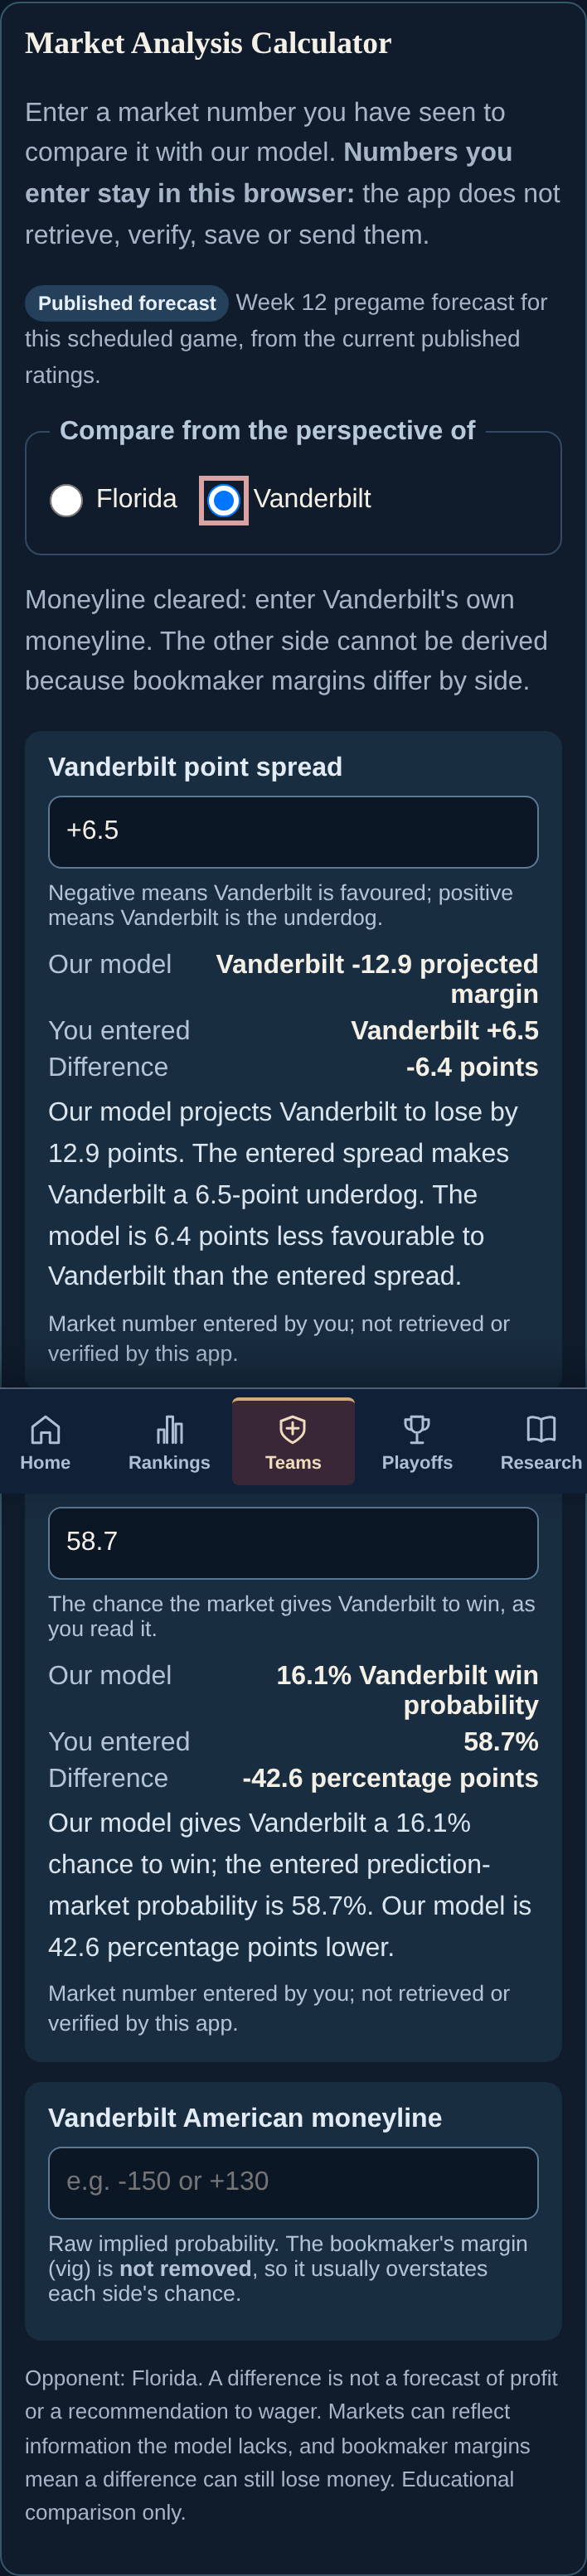 Market Analysis Calculator
Enter a market number you have seen to
compare it with our model. Numbers you
enter stay in this browser: the app does not
retrieve, verify, save or send them.
Published forecast Week 12 pregame forecast for
this scheduled game, from the current published
ratings.
Compare from the perspective of
Florida Vanderbilt
Moneyline cleared: enter Vanderbilt's own
moneyline. The other side cannot be derived
because bookmaker margins differ by side.
Vanderbilt point spread
+6.5
Negative means Vanderbilt is favoured; positive
means Vanderbilt is the underdog.
Our model Vanderbilt -12.9 projected
margin
You entered Vanderbilt +6.5
Difference -6.4 points
Our model projects Vanderbilt to lose by
12.9 points. The entered spread makes
Vanderbilt a 6.5-point underdog. The
model is 6.4 points less favourable to
Vanderbilt than the entered spread.
Market number entered by you; not retrieved or
verified by this app.
Home Rankings Teams Playoffs Research
58.7
The chance the market gives Vanderbilt to win, as
you read it.
Our model 16.1% Vanderbilt win
probability
You entered 58.7%
Difference -42.6 percentage points
Our model gives Vanderbilt a 16.1%
chance to win; the entered prediction-
market probability is 58.7%. Our model is
42.6 percentage points lower.
Market number entered by you; not retrieved or
verified by this app.
Vanderbilt American moneyline
e.g. -150 or +130
Raw implied probability. The bookmaker's margin
(vig) is not removed, so it usually overstates
each side's chance.
Opponent: Florida. A difference is not a forecast of profit
or a recommendation to wager. Markets can reflect
information the model lacks, and bookmaker margins
mean a difference can still lose money. Educational
comparison only.